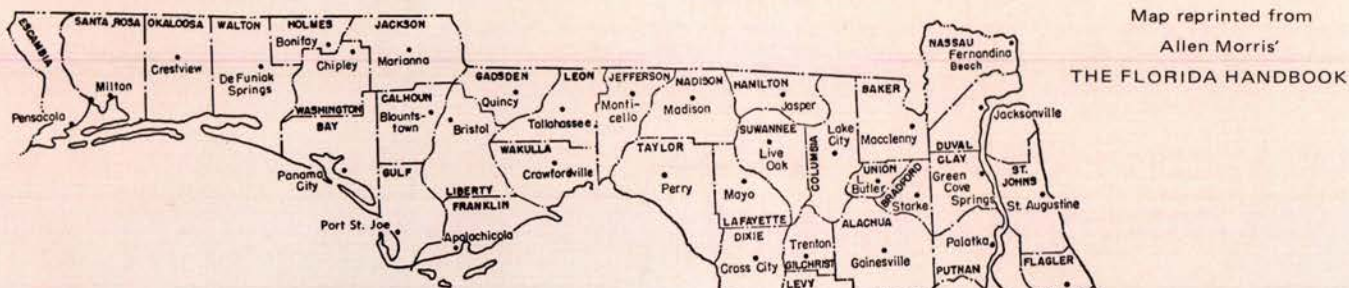 Map reprinted from
Allen Morris'
THE FLORIDA HANDBOOK
ESCAMBIA
SANTA ROSA
OKALOOSA
WALTON
HOLMES
JACKSON
Bonifay
Crestview
De Funiak
Springs
Chipley
Marianna
Milton
Pensacola
WASHINGTON
BAY
Panama
City
CALHOUN
Blounts-
town
GULF
Port St. Joe
GADSDEN
Quincy
Bristol
LIBERTY
FRANKLIN
Apalachicola
LEON
Tallahassee
WAKULLA
Crawfordville
JEFFERSON
Monti-
cello
MADISON
Madison
TAYLOR
Perry
HAMILTON
Jasper
SUWANNEE
Live
Oak
Mayo
LAFAYETTE
DIXIE
Cross City
COLUMBIA
Lake
City
Trenton
GILCHRIST
LEVY
BAKER
Macclenny
UNION
L. Butler
BRADFORD
Starke
ALACHUA
Gainesville
NASSAU
Fernandina
Beach
Jacksonville
DUVAL
CLAY
Green
Cove
Springs
ST.
JOHNS
St. Augustine
Palatka
PUTNAN
FLAGLER